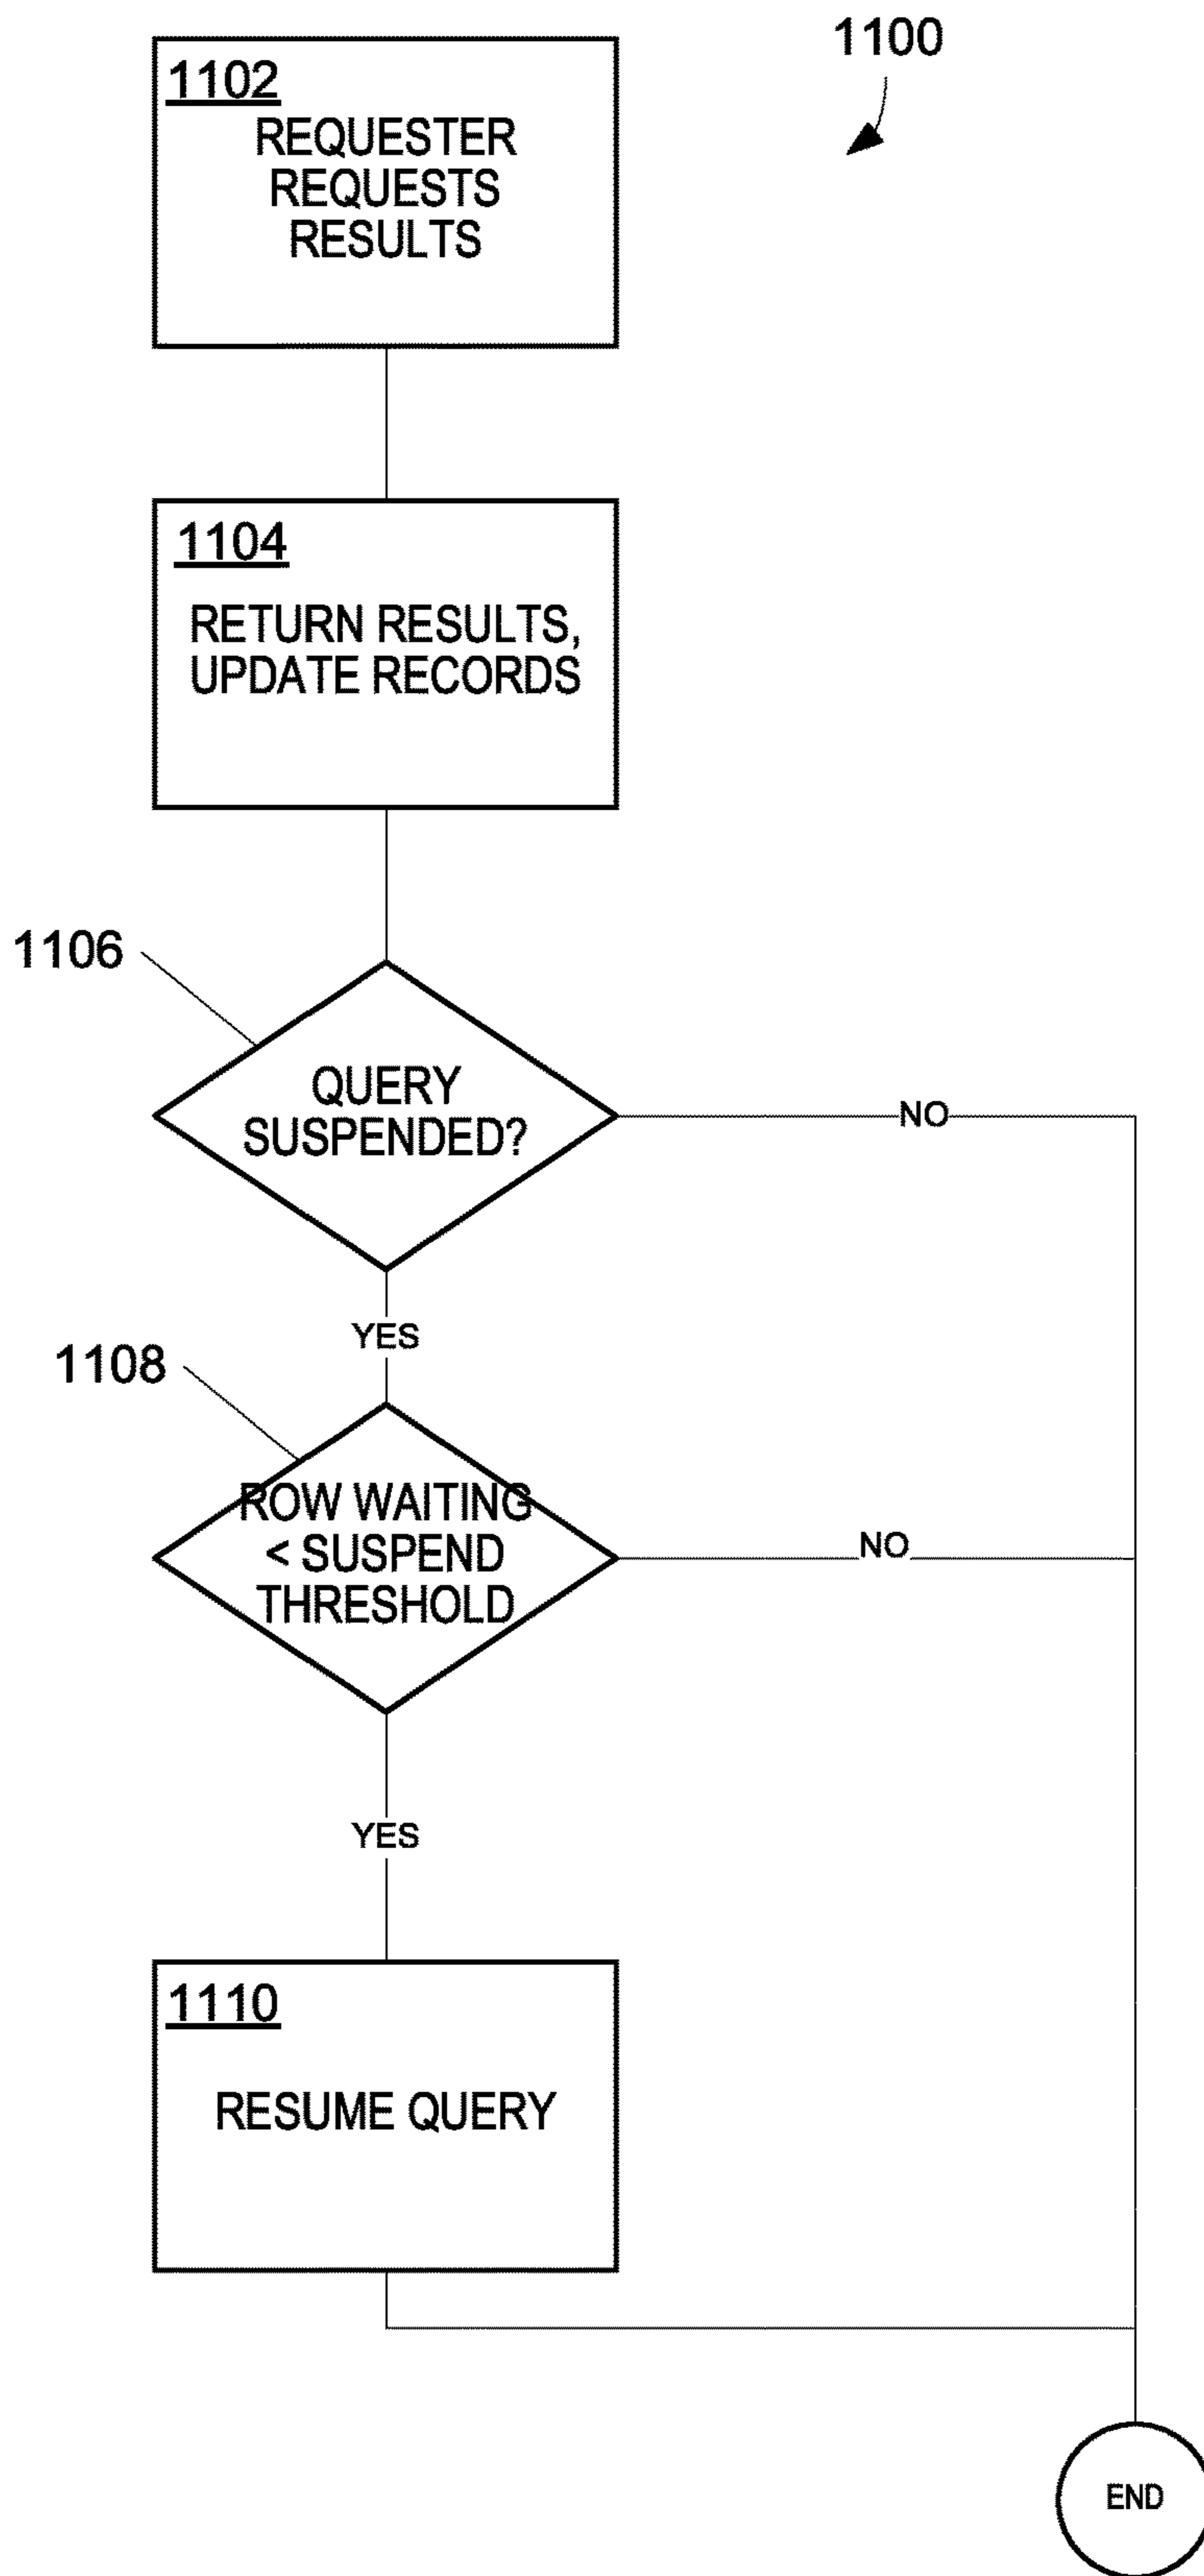 1100
1102
REQUESTER
REQUESTS
RESULTS
1104
RETURN RESULTS,
UPDATE RECORDS
1106
QUERY
SUSPENDED?
NO
YES
1108
ROW WAITING
< SUSPEND
THRESHOLD
NO
YES
1110
RESUME QUERY
END